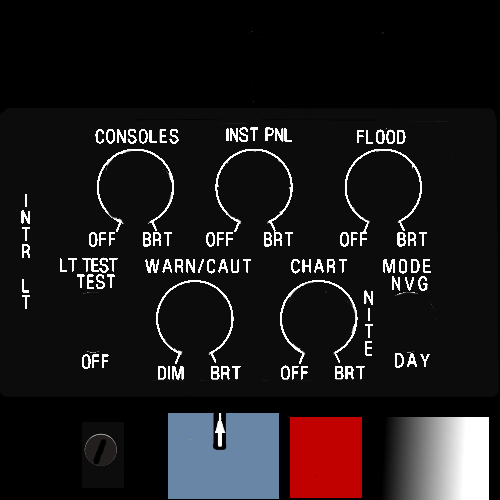 CONSOLES INST PNL FLOOD
OFF BRT OFF BRT OFF BRT
INTR LT
LT TEST WARN/CAUT CHART MODE
TEST NVG
NITE
OFF DAY
DIM BRT OFF BRT